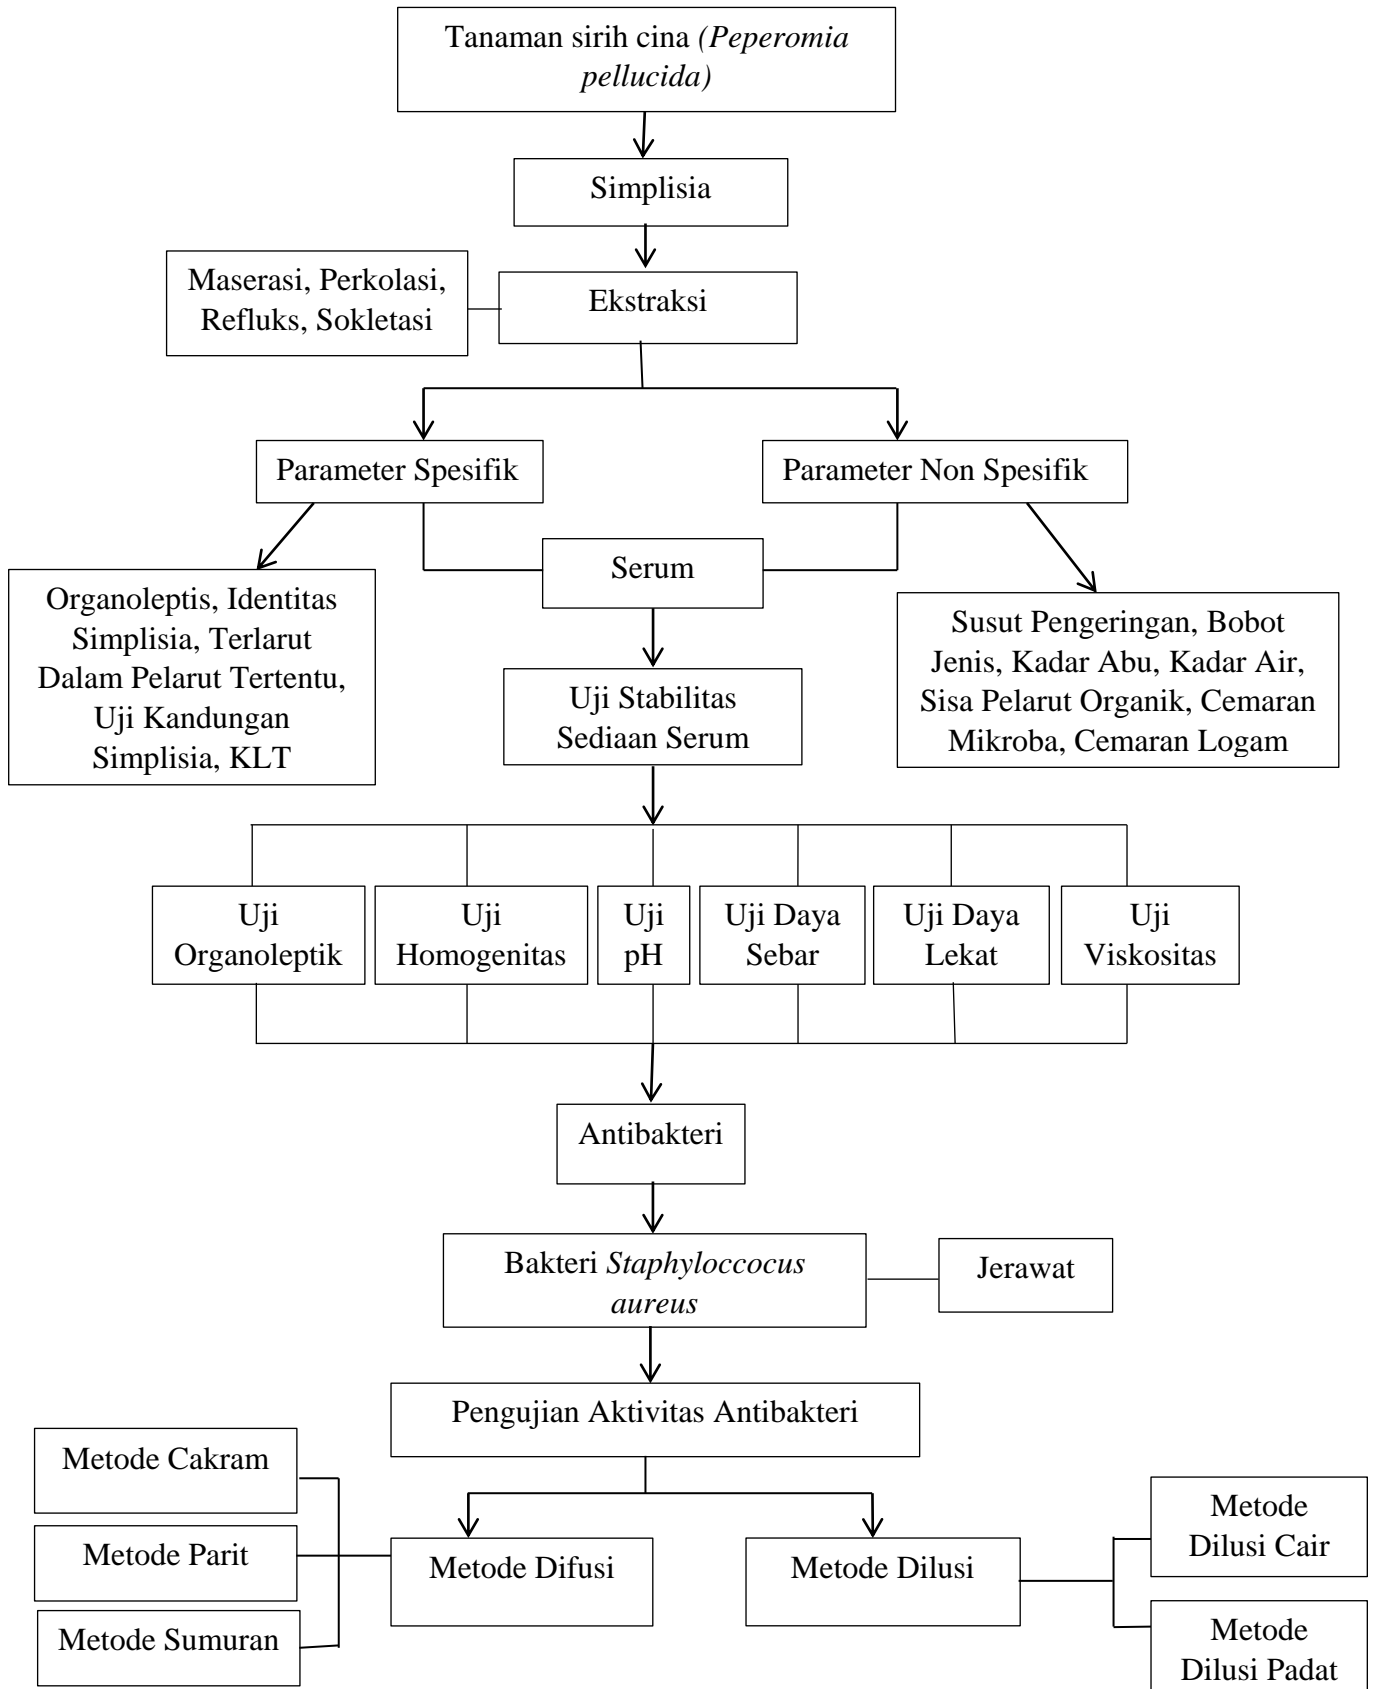 Tanaman sirih cina (Peperomia
pellucida)
Simplisia
Maserasi, Perkolasi,
Refluks, Sokletasi
Ekstraksi
Parameter Spesifik
Parameter Non Spesifik
Organoleptis, Identitas
Simplisia, Terlarut
Dalam Pelarut Tertentu,
Uji Kandungan
Simplisia, KLT
Serum
Susut Pengeringan, Bobot
Jenis, Kadar Abu, Kadar Air,
Sisa Pelarut Organik, Cemaran
Mikroba, Cemaran Logam
Uji Stabilitas
Sediaan Serum
Uji
Organoleptik
Uji
Homogenitas
Uji
pH
Uji Daya
Sebar
Uji Daya
Lekat
Uji
Viskositas
Antibakteri
Bakteri Staphyloccocus
aureus
Jerawat
Pengujian Aktivitas Antibakteri
Metode Cakram
Metode Parit
Metode Sumuran
Metode Difusi
Metode Dilusi
Metode
Dilusi Cair
Metode
Dilusi Padat